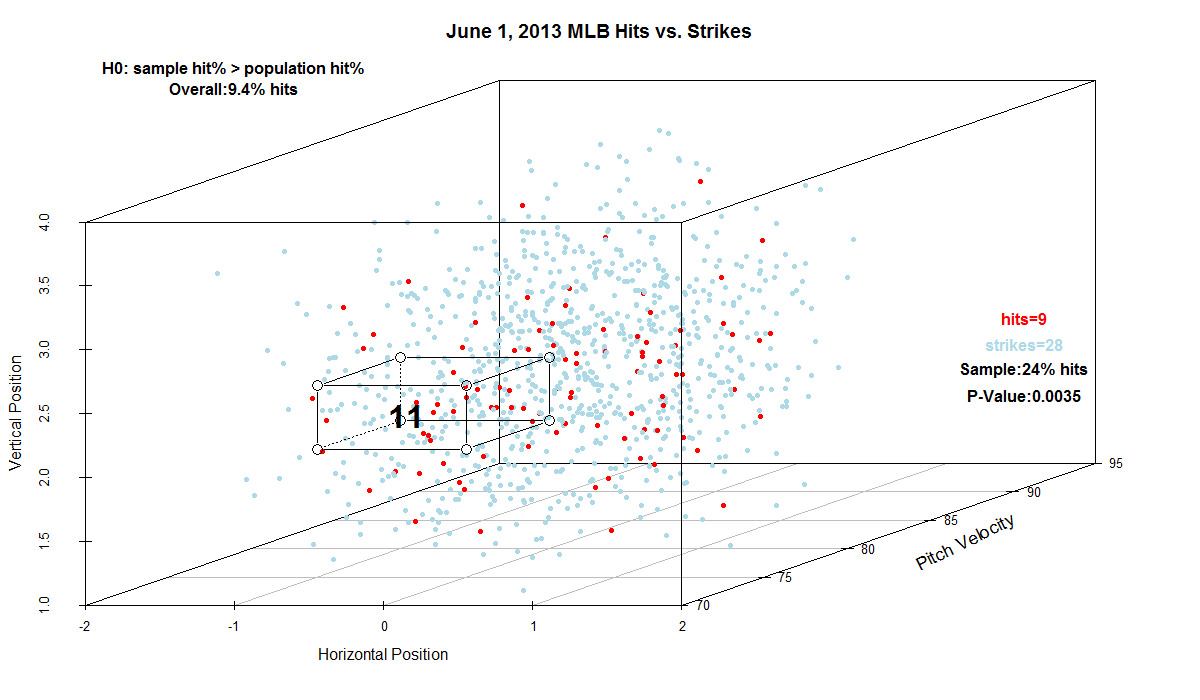 June 1, 2013 MLB Hits vs. Strikes
H0: sample hit% > population hit%
Overall:9.4% hits
hits=9
strikes=28
Sample:24% hits
P-Value:0.0035
11
Vertical Position
4.0
3.5
3.0
2.5
2.0
1.5
1.0
-2
-1
0
1
2
Horizontal Position
70
75
80
85
90
95
Pitch Velocity